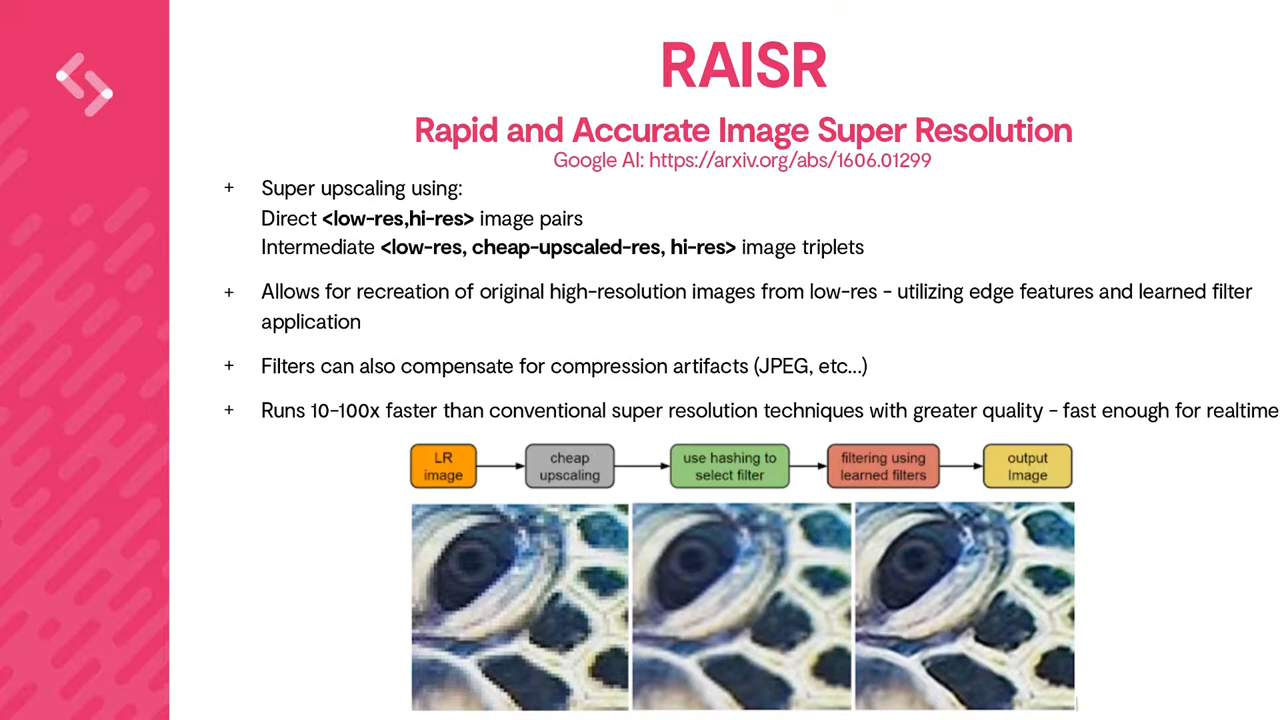 RAISR
Rapid and Accurate Image Super Resolution
Google AI: https://arxiv.org/abs/1606.01299
+ Super upscaling using:
Direct <low-res,hi-res> image pairs
Intermediate <low-res, cheap-upscaled-res, hi-res> image triplets
+ Allows for recreation of original high-resolution images from low-res - utilizing edge features and learned filter
application
+ Filters can also compensate for compression artifacts (JPEG, etc...)
+ Runs 10-100x faster than conventional super resolution techniques with greater quality - fast enough for realtime
LR
image
cheap
upscaling
use hashing to
select filter
filtering using
learned filters
output
Image